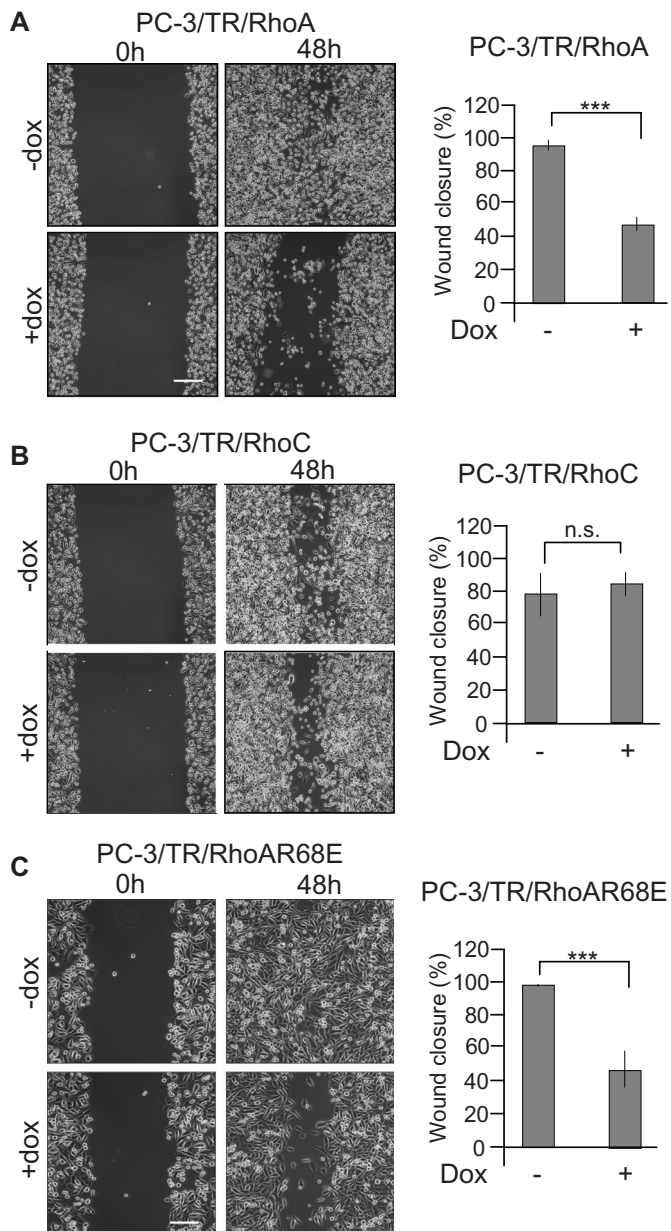 A
PC-3/TR/RhoA
0h 48h
-dox
+dox
PC-3/TR/RhoA
Wound closure (%)
120
100
80
60
40
20
0
***
Dox - +
B
PC-3/TR/RhoC
0h 48h
-dox
+dox
PC-3/TR/RhoC
Wound closure (%)
120
100
80
60
40
20
0
n.s.
Dox - +
C
PC-3/TR/RhoAR68E
0h 48h
-dox
+dox
PC-3/TR/RhoAR68E
Wound closure (%)
120
100
80
60
40
20
0
***
Dox - +